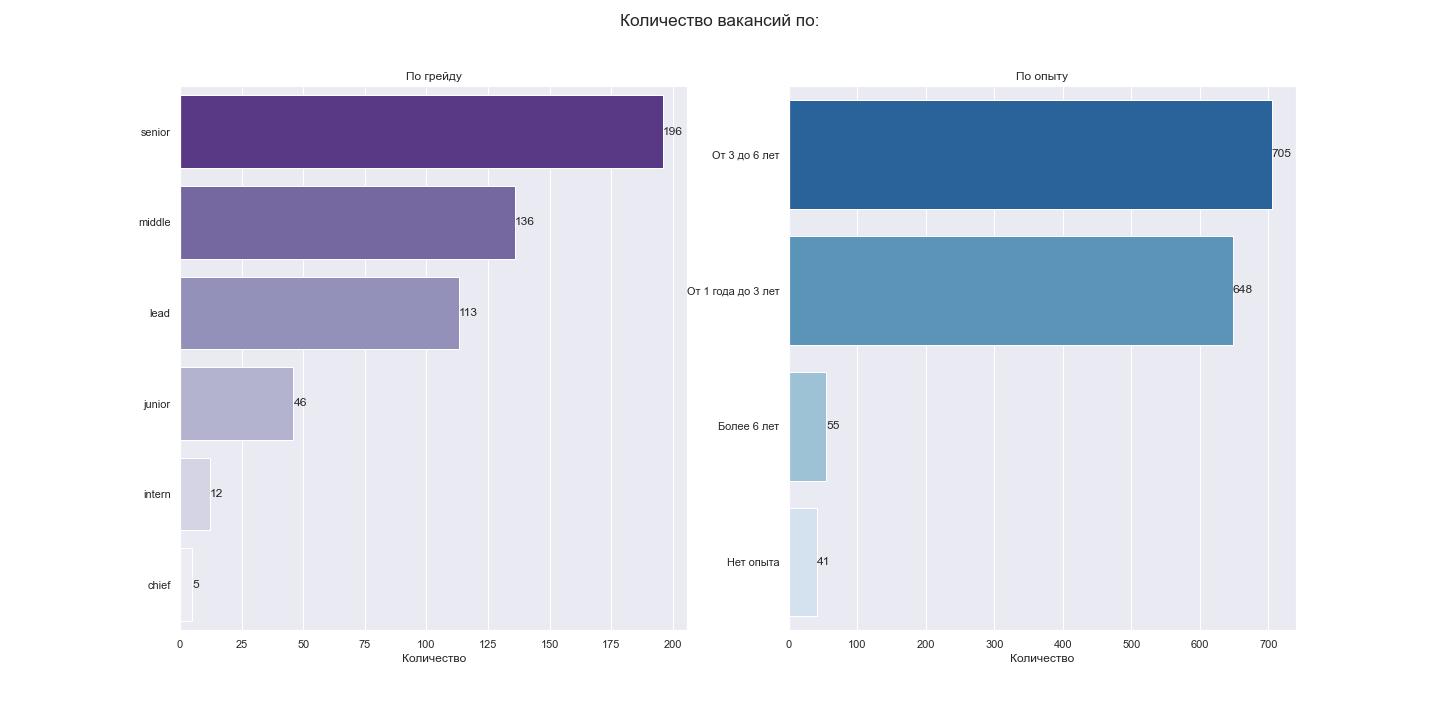 Количество вакансий по:
По грейду
senior
196
middle
136
lead
113
junior
46
intern
12
chief
5
0 25 50 75 100 125 150 175 200
Количество
По опыту
От 3 до 6 лет
705
От 1 года до 3 лет
648
Более 6 лет
55
Нет опыта
41
0 100 200 300 400 500 600 700
Количество